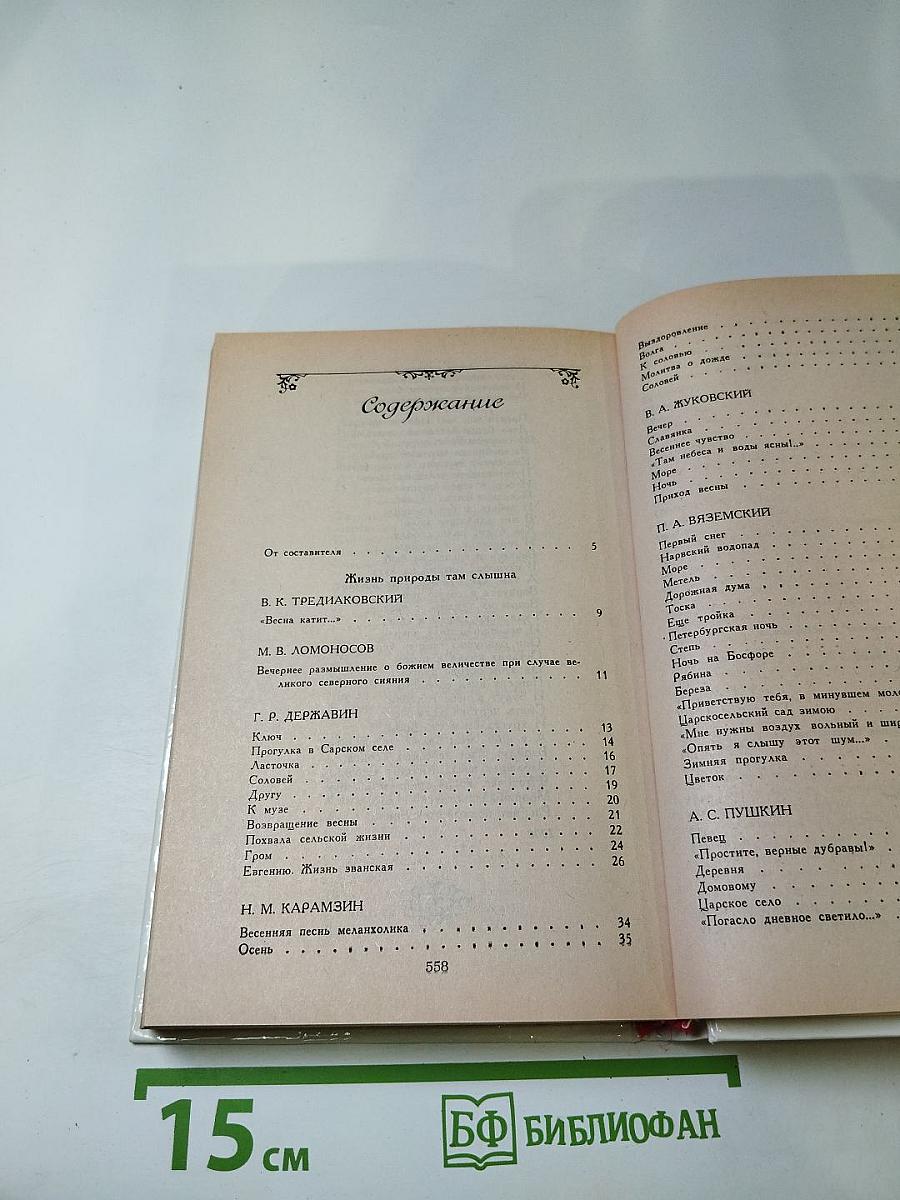 Содержание
От составителя . . . . . . . . . . . . . . . . 5
Жизнь природы там слышна
В. К. ТРЕДИАКОВСКИЙ
«Весна катит...» . . . . . . . . . . . . . . . . 9
М. В. ЛОМОНОСОВ
Вечернее размышление о божием величестве при случае ве-
ликого северного сияния . . . . . . . . . . . . 11
Г. Р. ДЕРЖАВИН
Ключ . . . . . . . . . . . . . . . . 13
Прогулка в Сарском селе . . . . . . . . . . . . 14
Ласточка . . . . . . . . . . . . . . . . 16
Соловей . . . . . . . . . . . . . . . . 17
Другу . . . . . . . . . . . . . . . . 19
К музе . . . . . . . . . . . . . . . . 20
Возвращение весны . . . . . . . . . . . . . . 21
Похвала сельской жизни . . . . . . . . . . . . 22
Гром . . . . . . . . . . . . . . . . 24
Евгению. Жизнь званская . . . . . . . . . . . . 26
Н. М. КАРАМЗИН
Весенняя песнь меланхолика . . . . . . . . . . . 34
Осень . . . . . . . . . . . . . . . . 35
558
Выздоровление . . . . . . . .
Волга . . . . . . . .
К соловью . . . . . . . .
Молитва о дожде . . . . . . . .
Соловей . . . . . . . .
В. А. ЖУКОВСКИЙ
Вечер . . . . . . . .
Славянка . . . . . . . .
Весеннее чувство . . . . . . . .
«Там небеса и воды ясны!..» . . . . . .
Море . . . . . . . .
Ночь . . . . . . . .
Приход весны . . . . . . . .
П. А. ВЯЗЕМСКИЙ
Первый снег . . . . . . . .
Нарвский водопад . . . . . . . .
Море . . . . . . . .
Метель . . . . . . . .
Дорожная дума . . . . . . . .
Тоска . . . . . . . .
Еще тройка . . . . . . . .
Петербургская ночь . . . . . . . .
Степь . . . . . . . .
Ночь на Босфоре . . . . . . . .
Рябина . . . . . . . .
Береза . . . . . . . .
«Приветствую тебя, в минувшем моло
Царскосельский сад зимою . . . .
«Мне нужны воздух вольный и шир
«Опять я слышу этот шум...» . .
Зимняя прогулка . . . . . .
Цветок . . . . . . . .
А. С. ПУШКИН
Певец . . . . . . . .
«Простите, верные дубравы!» . . .
Деревня . . . . . . . .
Домовому . . . . . . . .
Царское село . . . . . .
«Погасло дневное светило...» . .
15 см
БФ БИБЛИОФАН